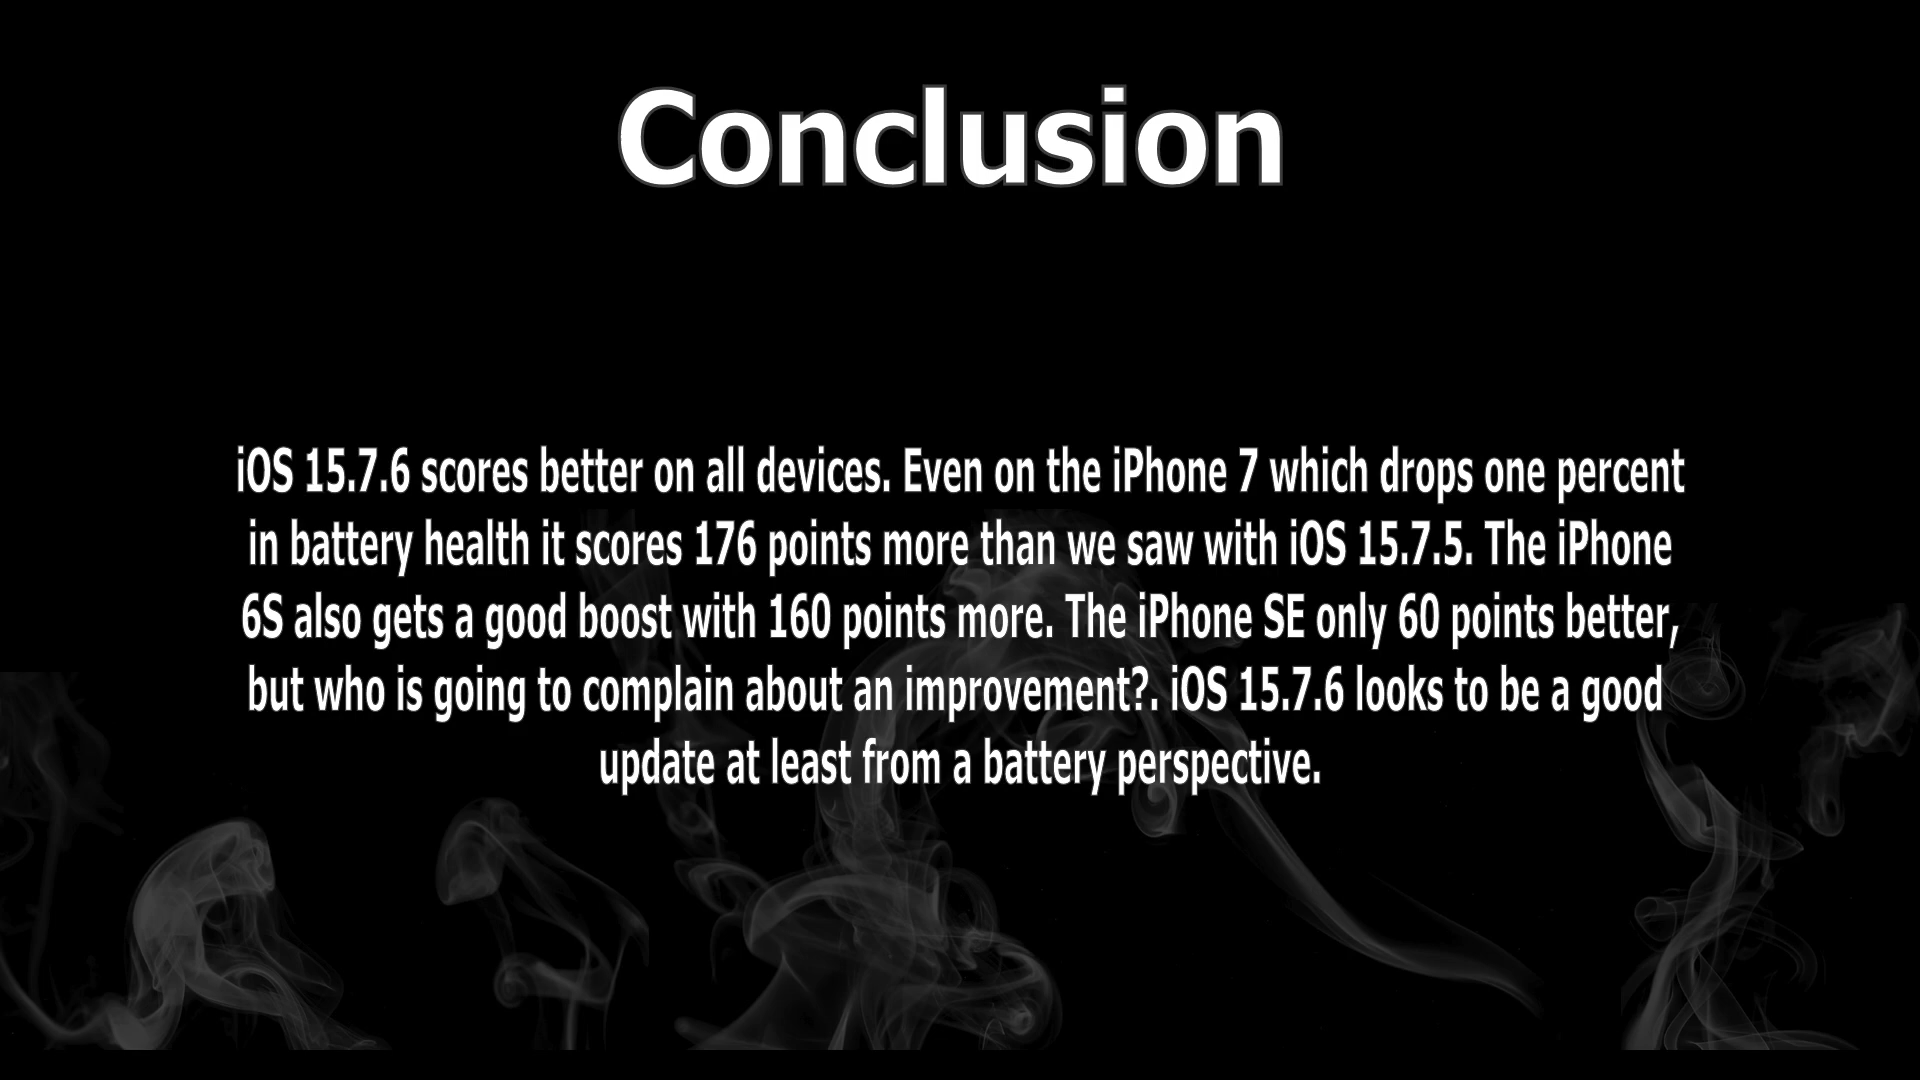 Conclusion
iOS 15.7.6 scores better on all devices. Even on the iPhone 7 which drops one percent
in battery health it scores 176 points more than we saw with iOS 15.7.5. The iPhone
6S also gets a good boost with 160 points more. The iPhone SE only 60 points better,
but who is going to complain about an improvement?. iOS 15.7.6 looks to be a good
update at least from a battery perspective.